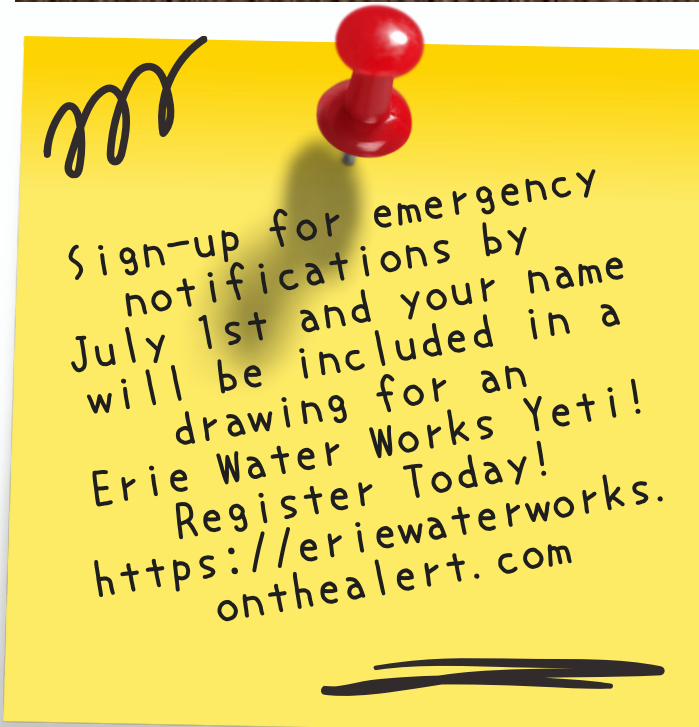 Sign-up for emergency
notifications by
July 1st and your name
will be included in a
drawing for an
Erie Water Works Yeti!
Register Today!
https://eriewaterworks.
onthealert.com